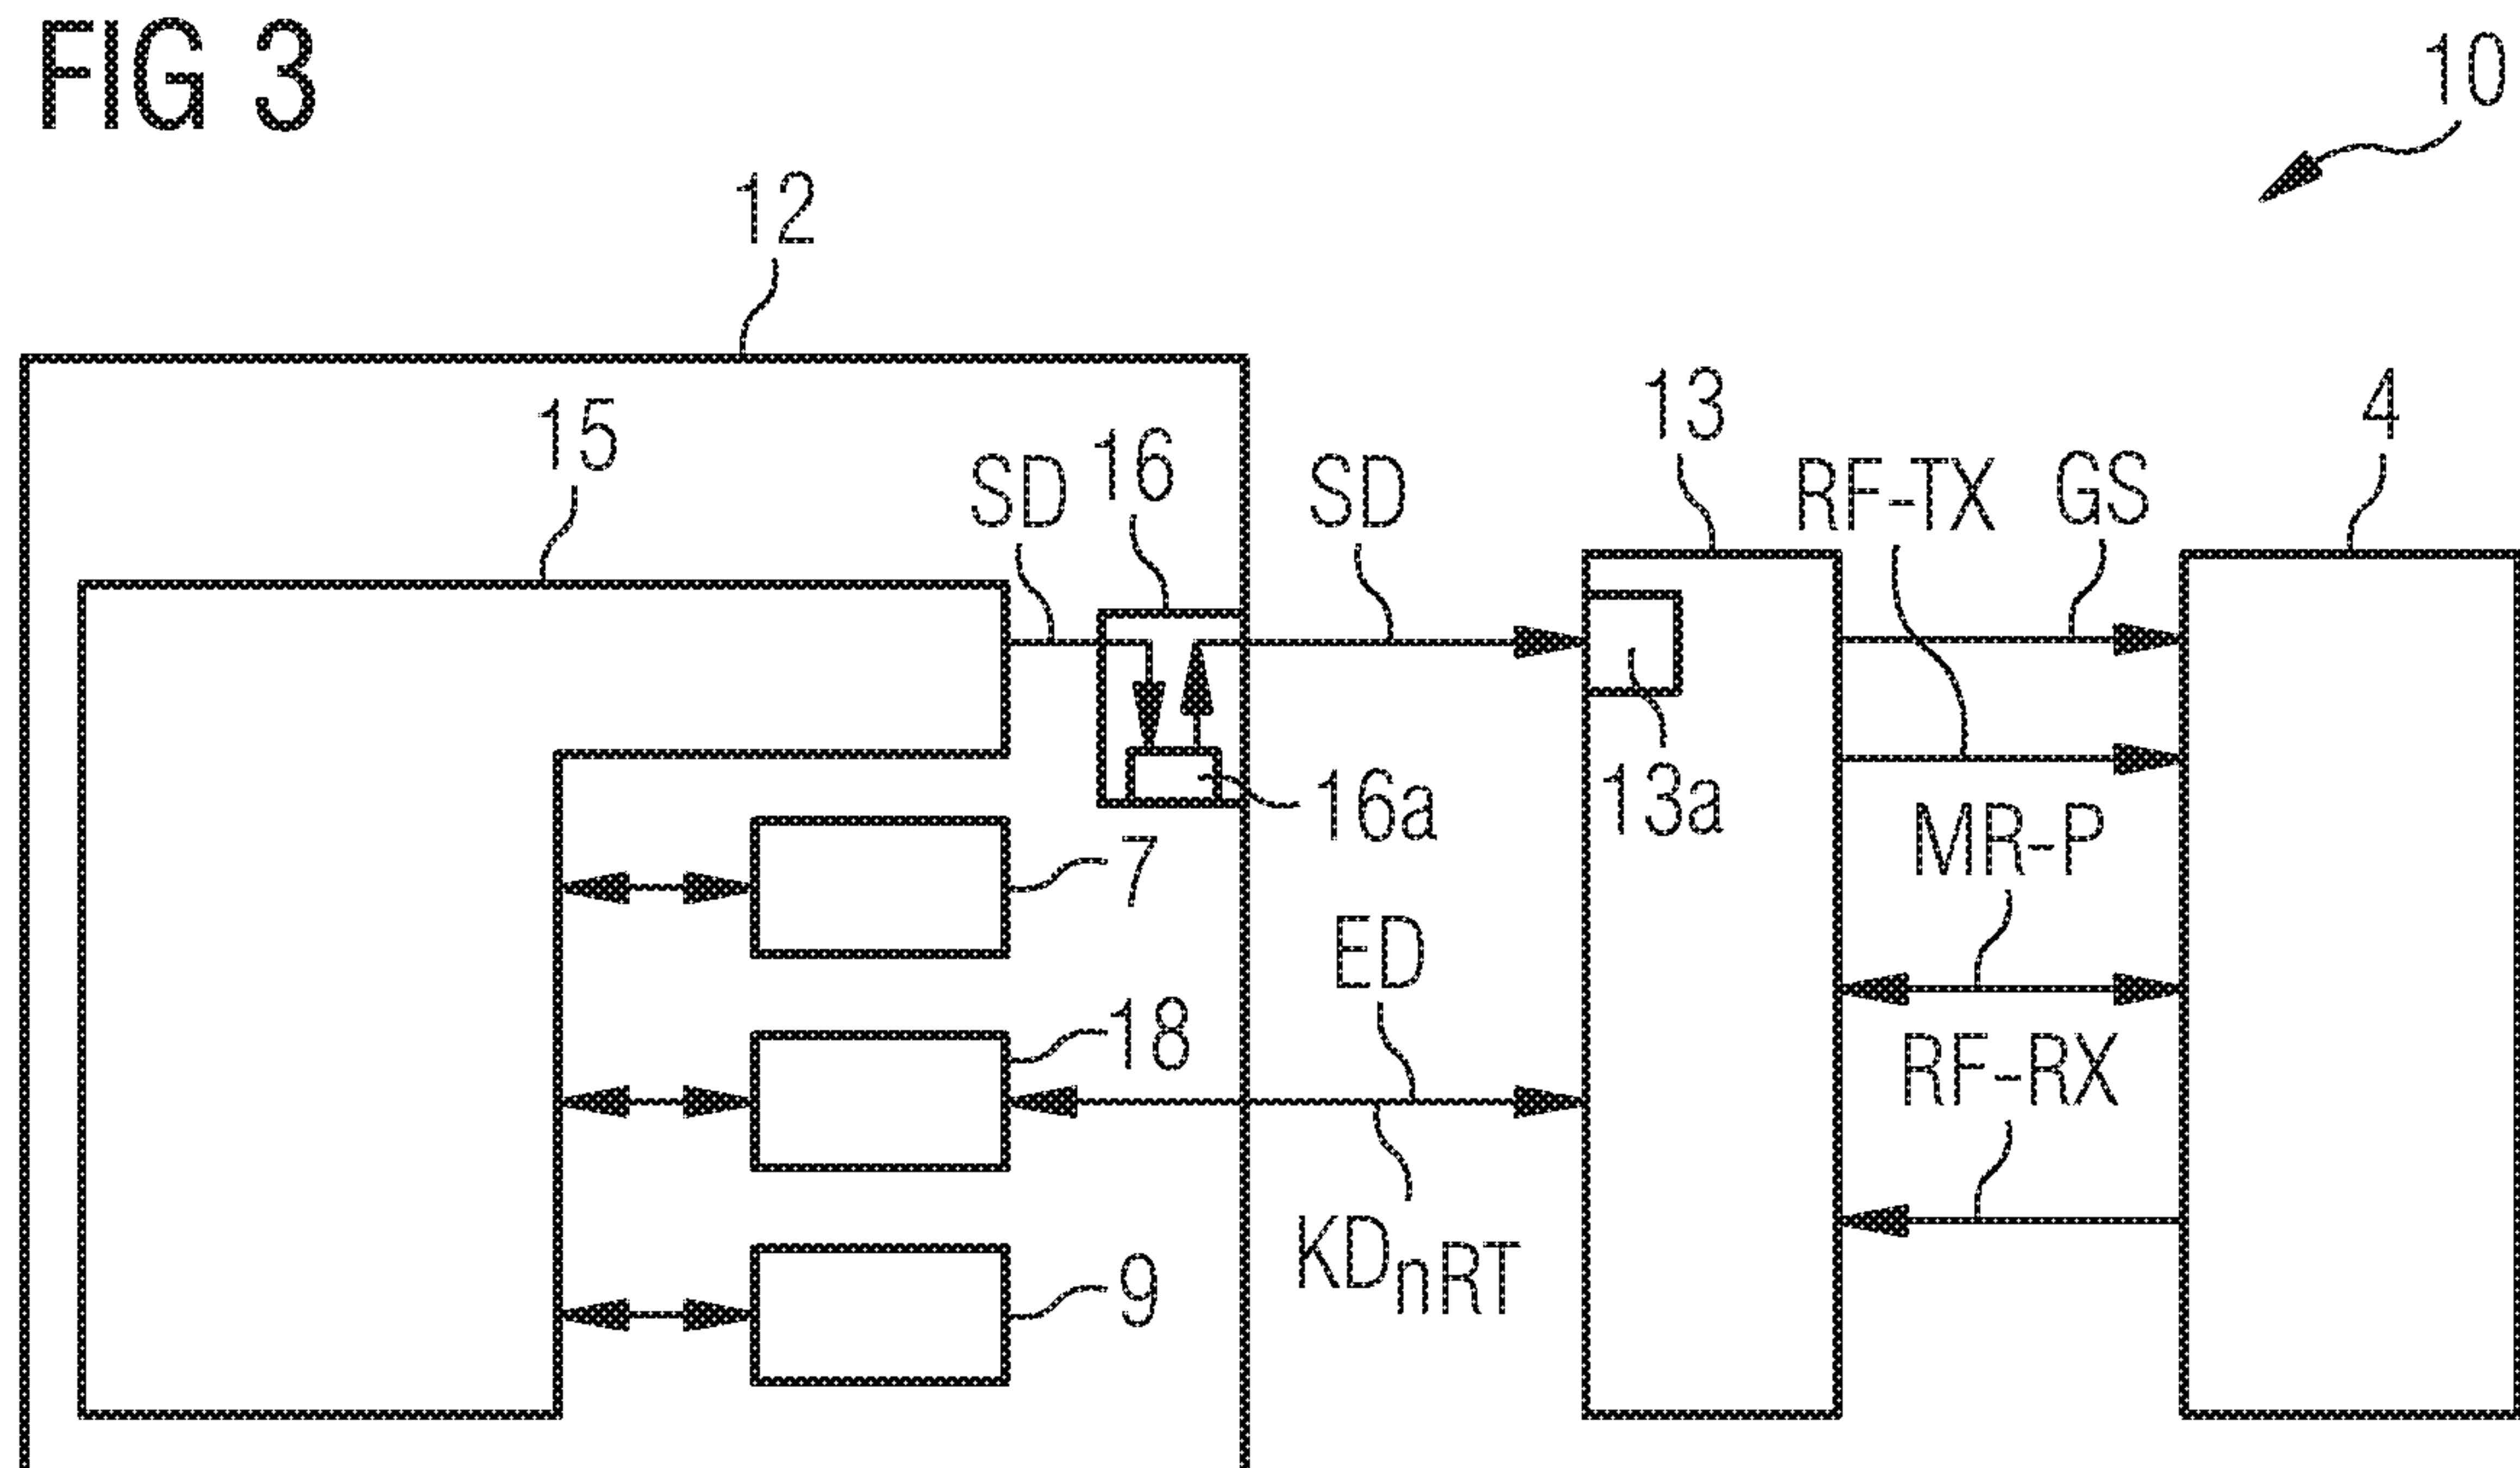 FIG 3
10
12
15
SD
16
SD
13
RF-TX
GS
4
16a
13a
7
MR-P
ED
18
RF-RX
KDnRT
9